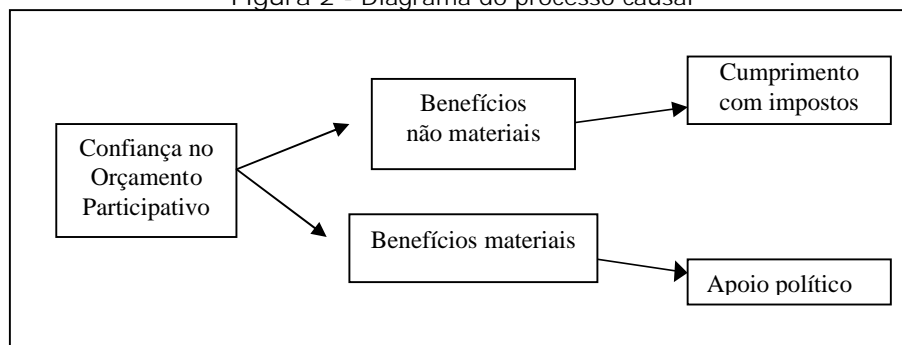 Figura 2 - Diagrama do processo causal
Confiança no
Orçamento
Participativo
Benefícios
não materiais
Benefícios materiais
Cumprimento
com impostos
Apoio político